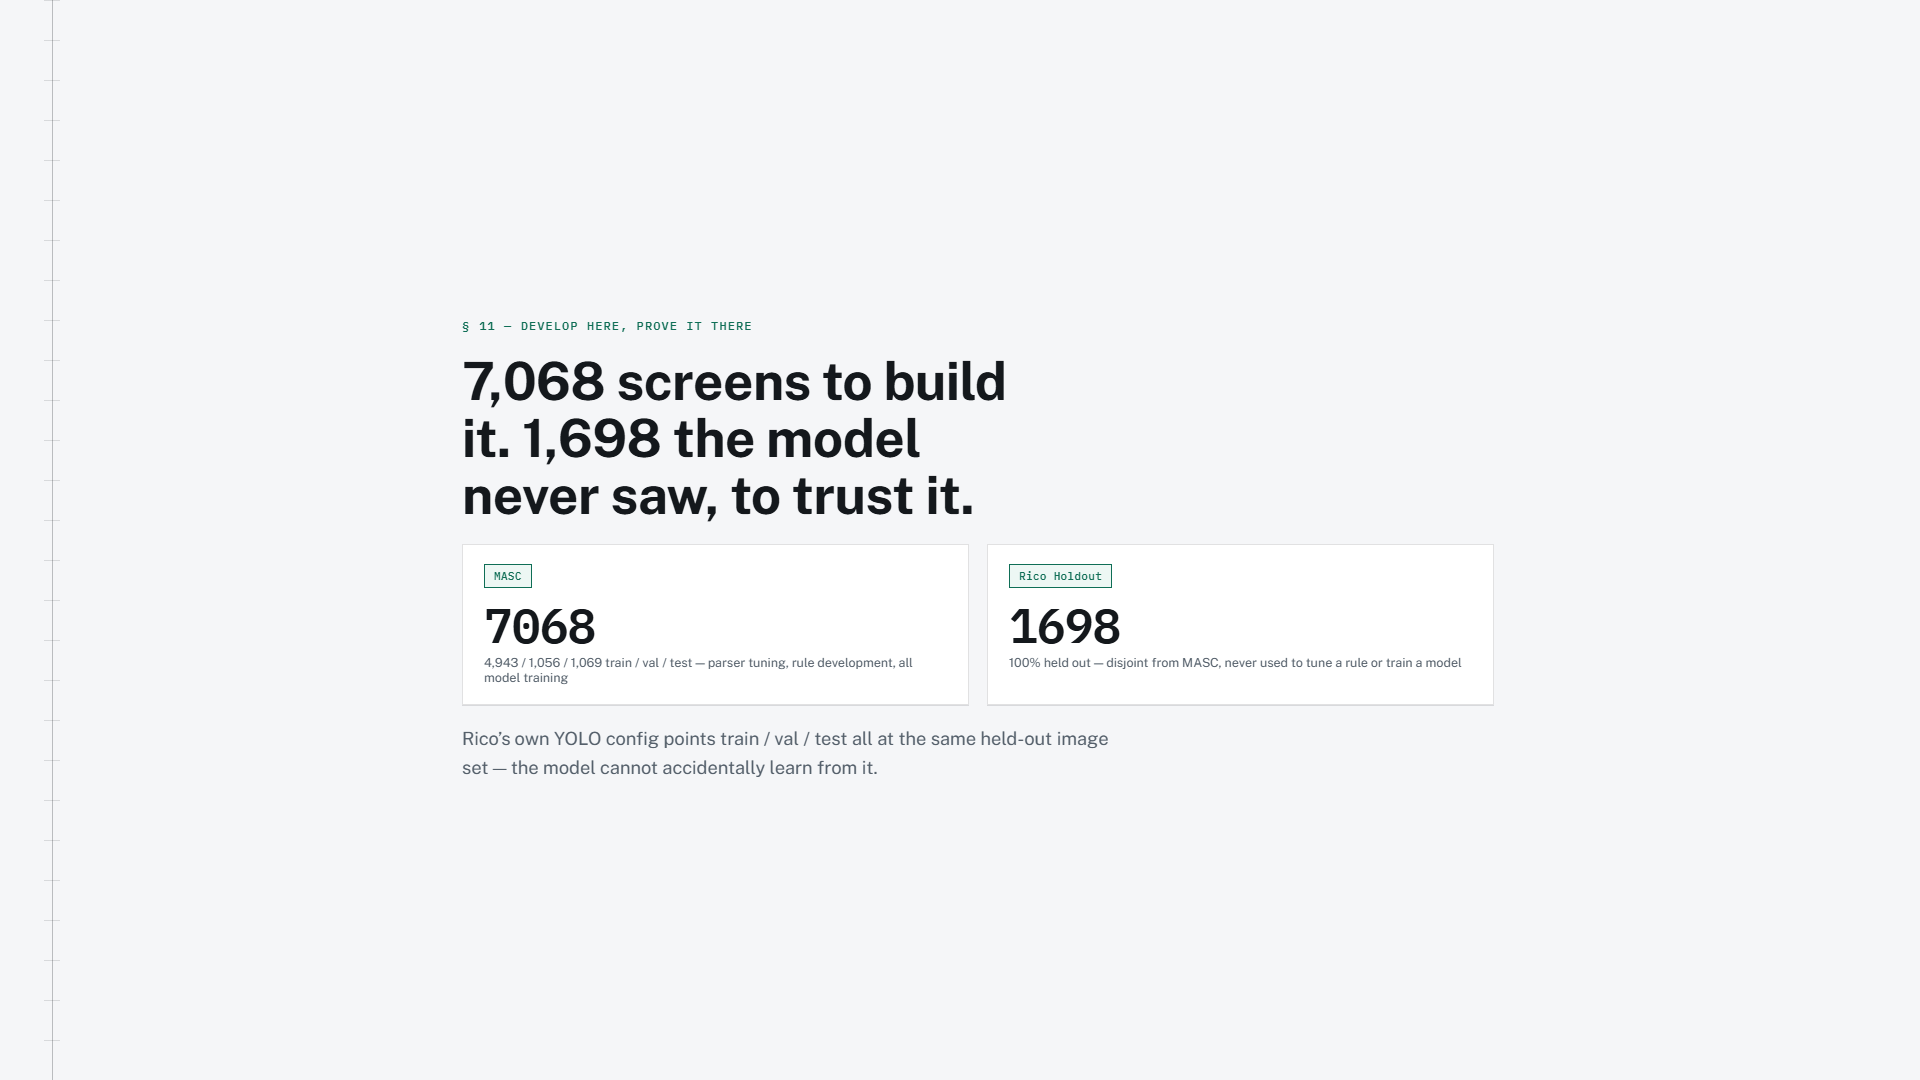 § 11 — DEVELOP HERE, PROVE IT THERE
7,068 screens to build
it. 1,698 the model
never saw, to trust it.
MASC
7068
4,943 / 1,056 / 1,069 train / val / test — parser tuning, rule development, all
model training
Rico Holdout
1698
100% held out — disjoint from MASC, never used to tune a rule or train a model
Rico’s own YOLO config points train / val / test all at the same held-out image
set — the model cannot accidentally learn from it.